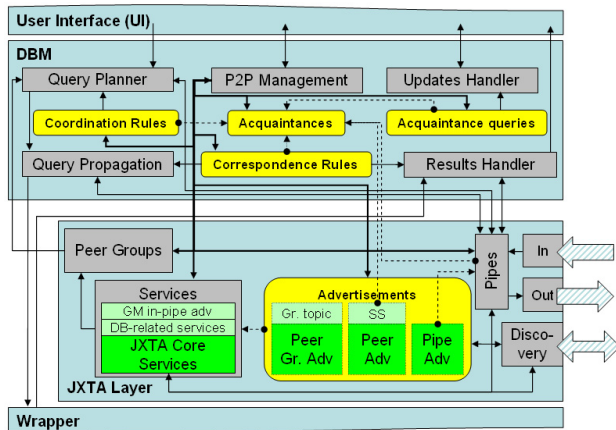 User Interface (UI)
DBM
Query Planner
P2P Management
Updates Handler
Coordination Rules
Acquaintances
Acquaintance queries
Query Propagation
Correspondence Rules
Results Handler
Peer Groups
Pipes
In
Out
Services
GM in-pipe adv
DB-related services
JXTA Core
Services
Advertisements
Gr. topic
SS
Peer
Gr. Adv
Peer
Adv
Pipe
Adv
Disco-
very
JXTA Layer
Wrapper